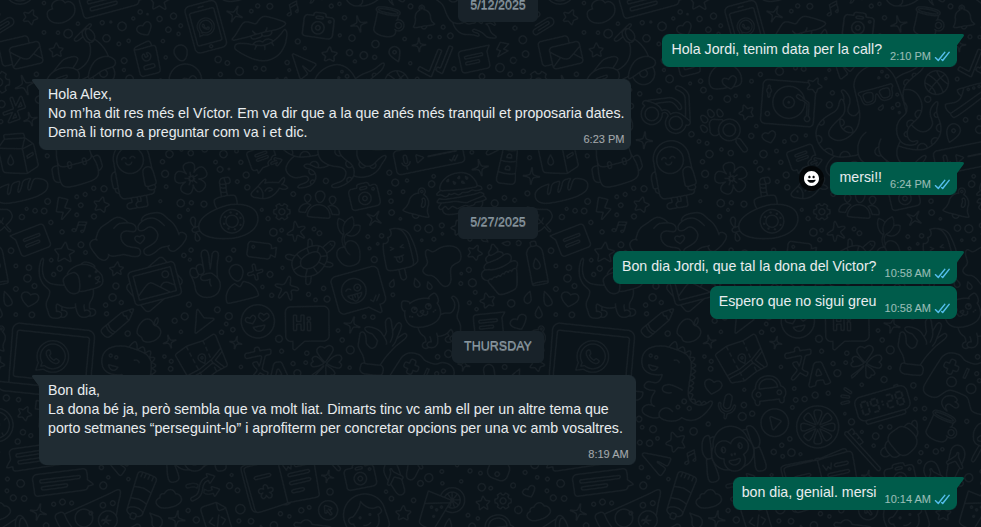 5/12/2025
Hola Jordi, tenim data per la call?
2:10 PM
Hola Alex,
No m’ha dit res més el Víctor. Em va dir que a la que anés més tranquil et proposaria dates.
Demà li torno a preguntar com va i et dic.
6:23 PM
mersi!!
6:24 PM
5/27/2025
Bon dia Jordi, que tal la dona del Victor?
10:58 AM
Espero que no sigui greu
10:58 AM
THURSDAY
Bon dia,
La dona bé ja, però sembla que va molt liat. Dimarts tinc vc amb ell per un altre tema que
porto setmanes “perseguint-lo” i aprofiterm per concretar opcions per una vc amb vosaltres.
8:19 AM
bon dia, genial. mersi
10:14 AM